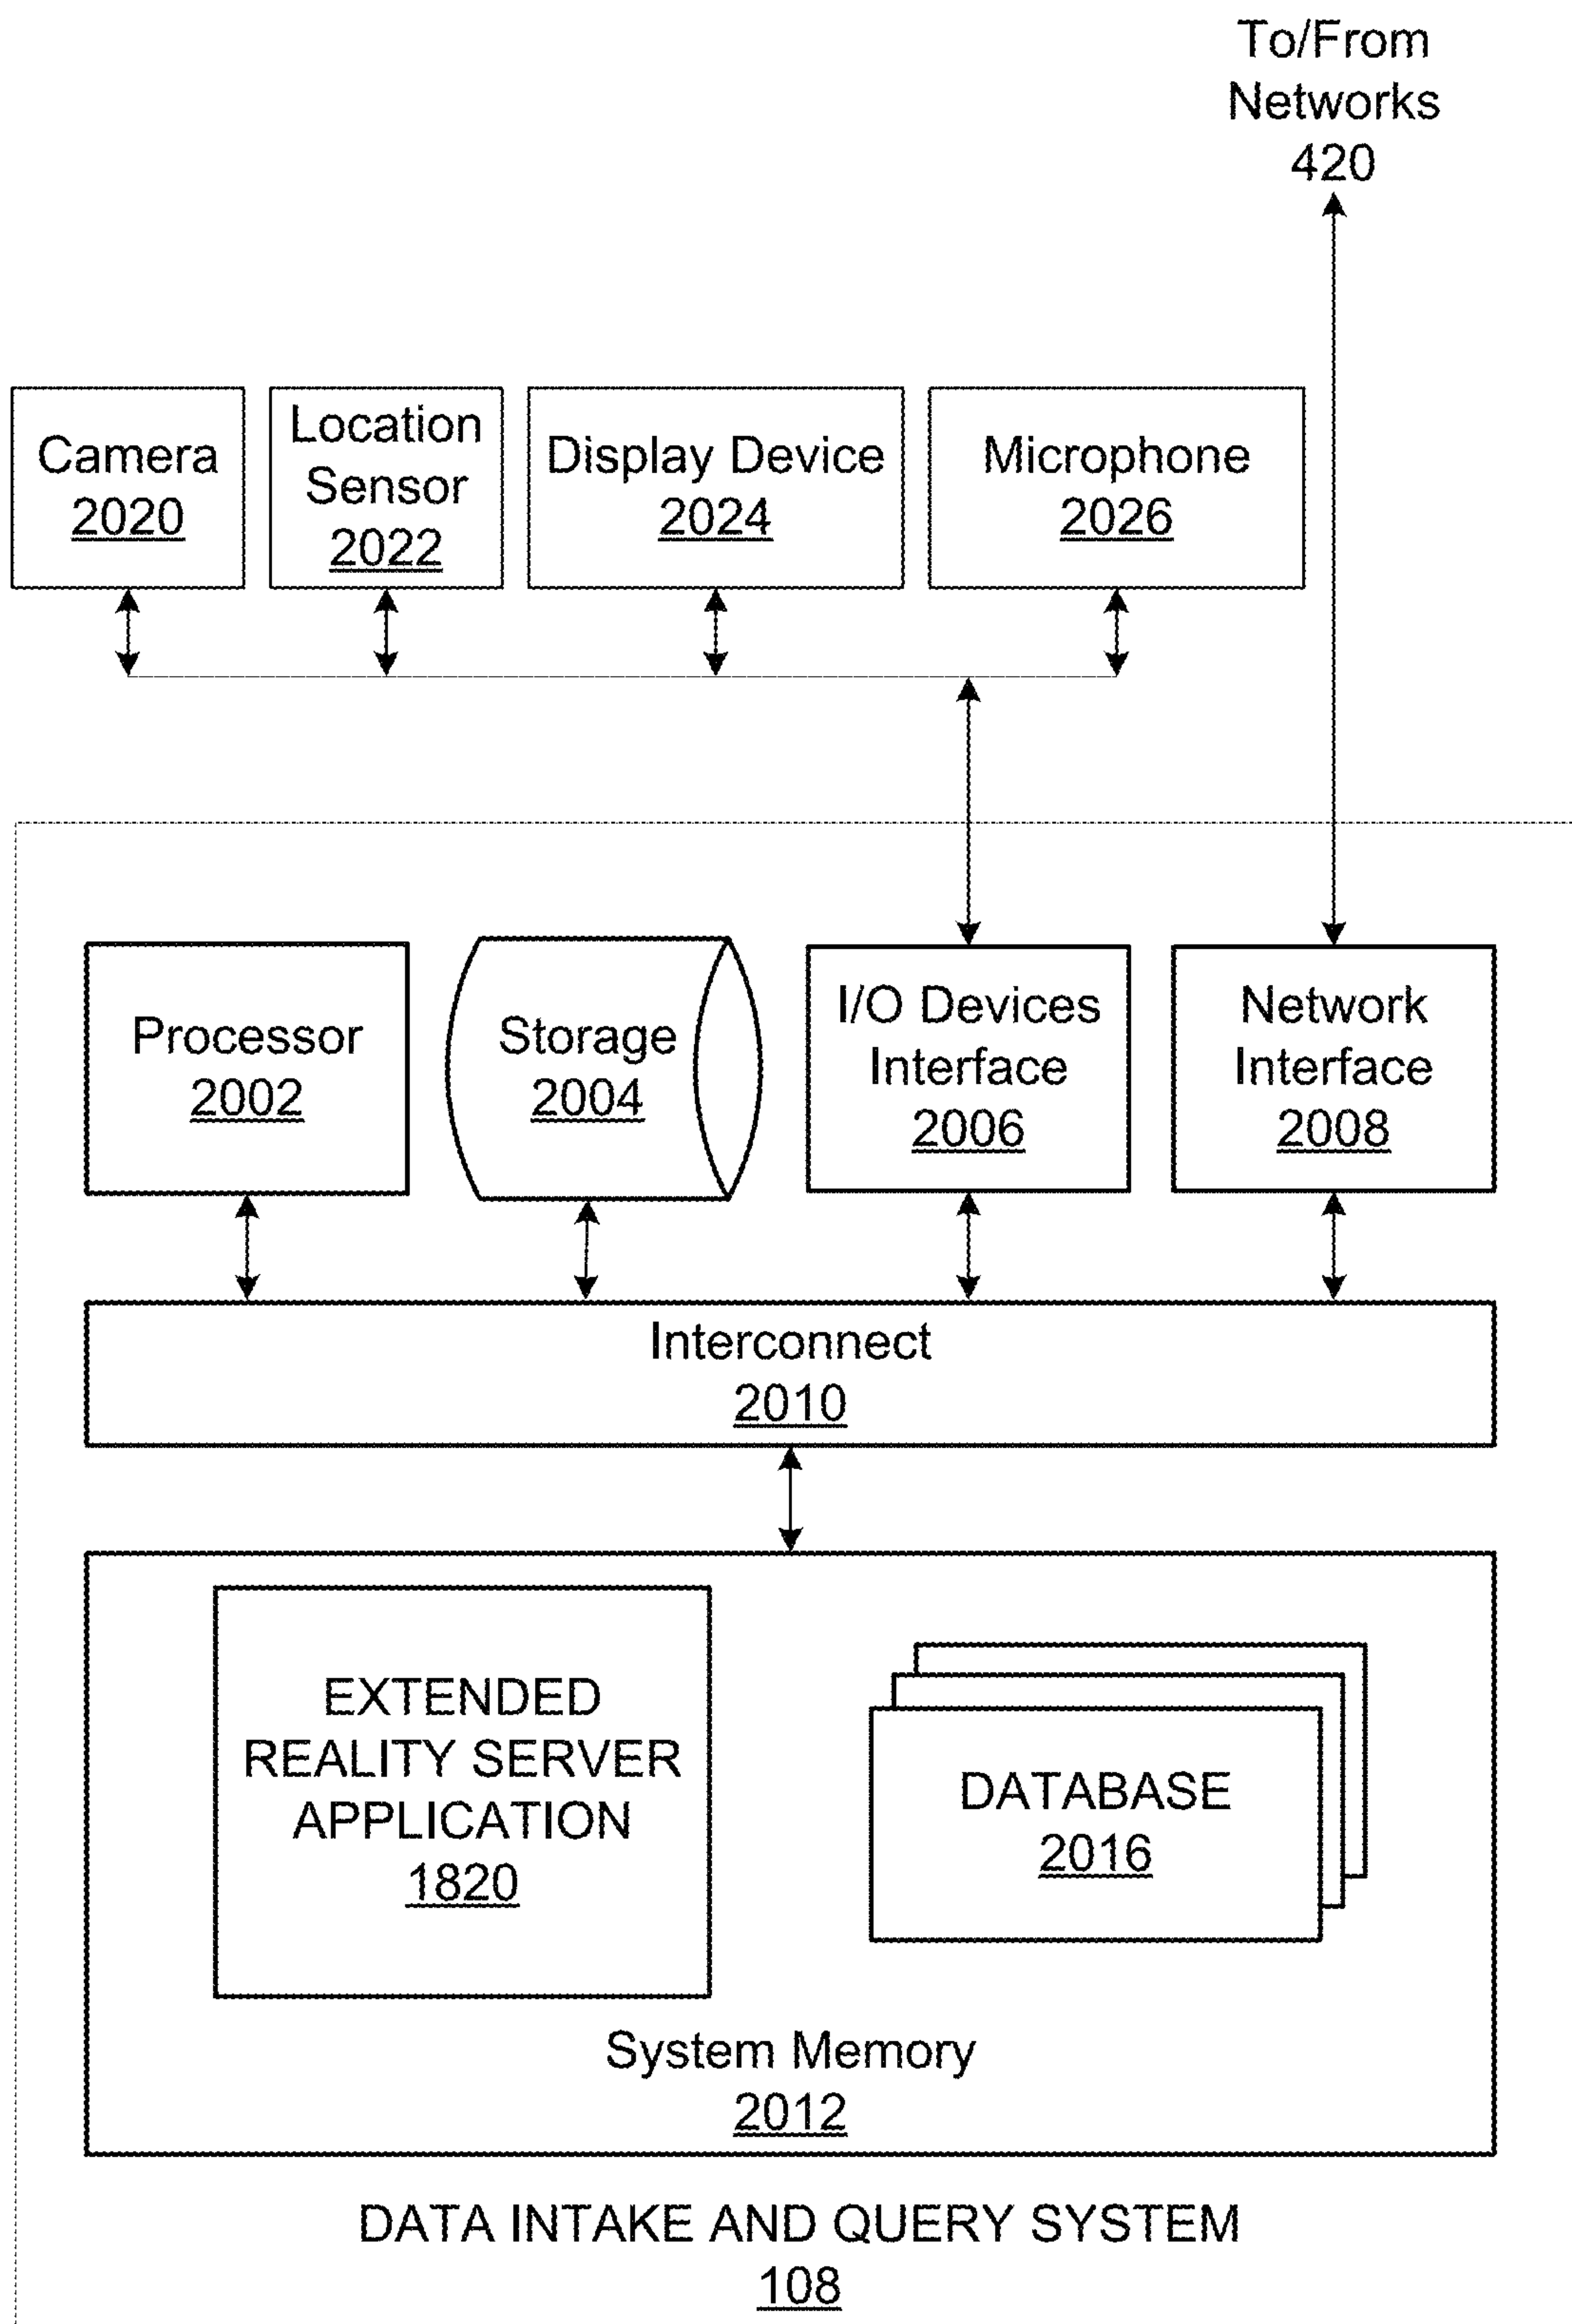 To/From
Networks
420
Camera
2020
Location
Sensor
2022
Display Device
2024
Microphone
2026
Processor
2002
Storage
2004
I/O Devices
Interface
2006
Network
Interface
2008
Interconnect
2010
EXTENDED
REALITY SERVER
APPLICATION
1820
DATABASE
2016
System Memory
2012
DATA INTAKE AND QUERY SYSTEM
108